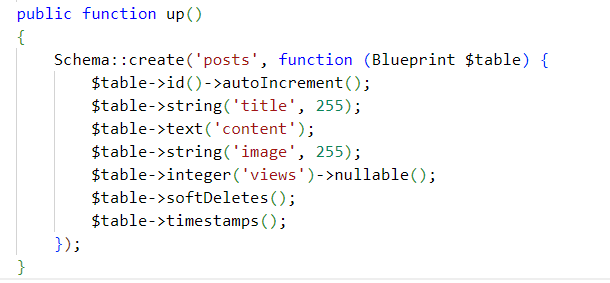 public function up()
{
    Schema::create('posts', function (Blueprint $table) {
        $table->id()->autoIncrement();
        $table->string('title', 255);
        $table->text('content');
        $table->string('image', 255);
        $table->integer('views')->nullable();
        $table->softDeletes();
        $table->timestamps();
    });
}